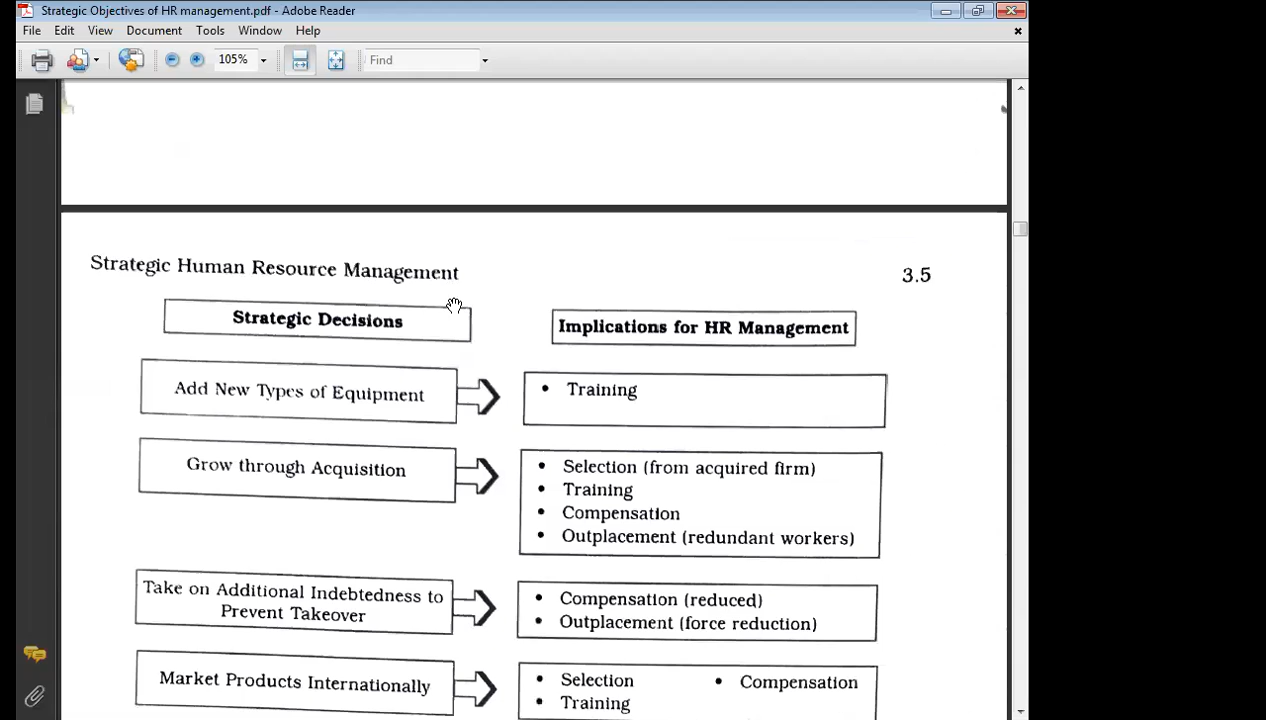 Strategic Objectives of HR management.pdf - Adobe Reader
File Edit View Document Tools Window Help
105% Find
Strategic Human Resource Management 3.5
Strategic Decisions
Implications for HR Management
Add New Types of Equipment
• Training
Grow through Acquisition
• Selection (from acquired firm)
• Training
• Compensation
• Outplacement (redundant workers)
Take on Additional Indebtedness to
Prevent Takeover
• Compensation (reduced)
• Outplacement (force reduction)
Market Products Internationally
• Selection • Compensation
• Training